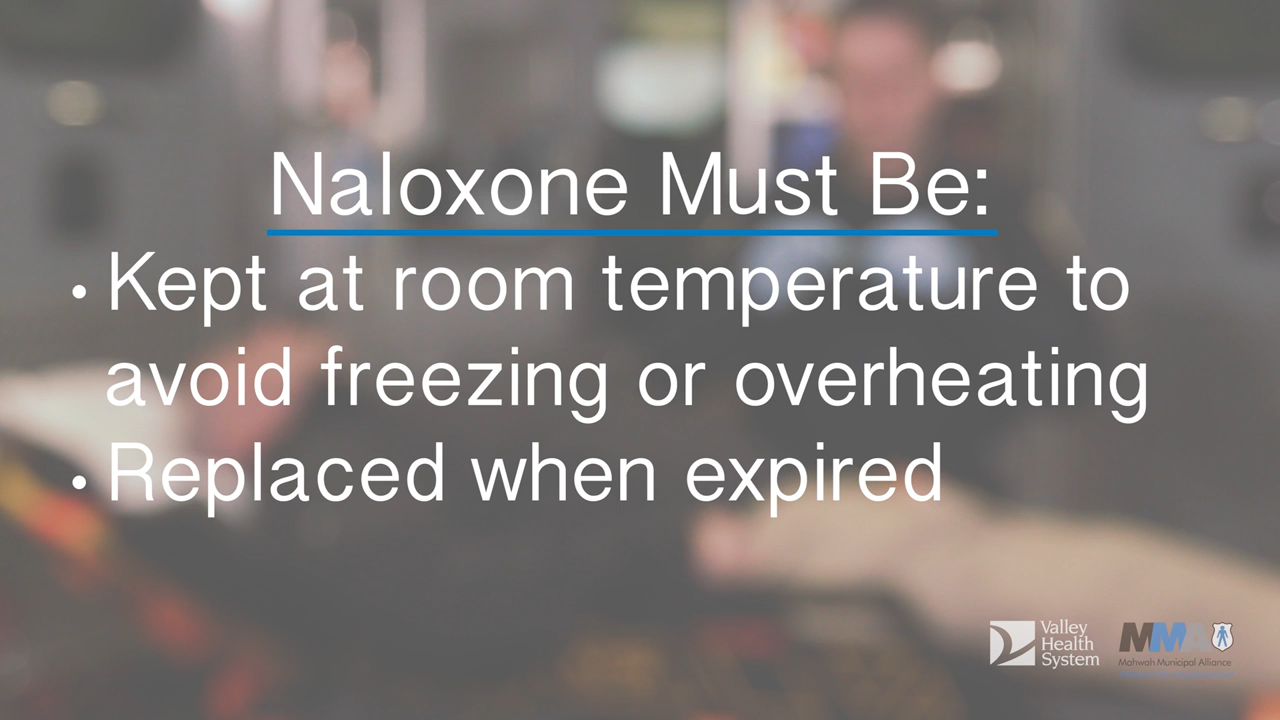 Naloxone Must Be:
• Kept at room temperature to
avoid freezing or overheating
• Replaced when expired
Valley
Health
System
MMA
Mahwah Municipal Alliance